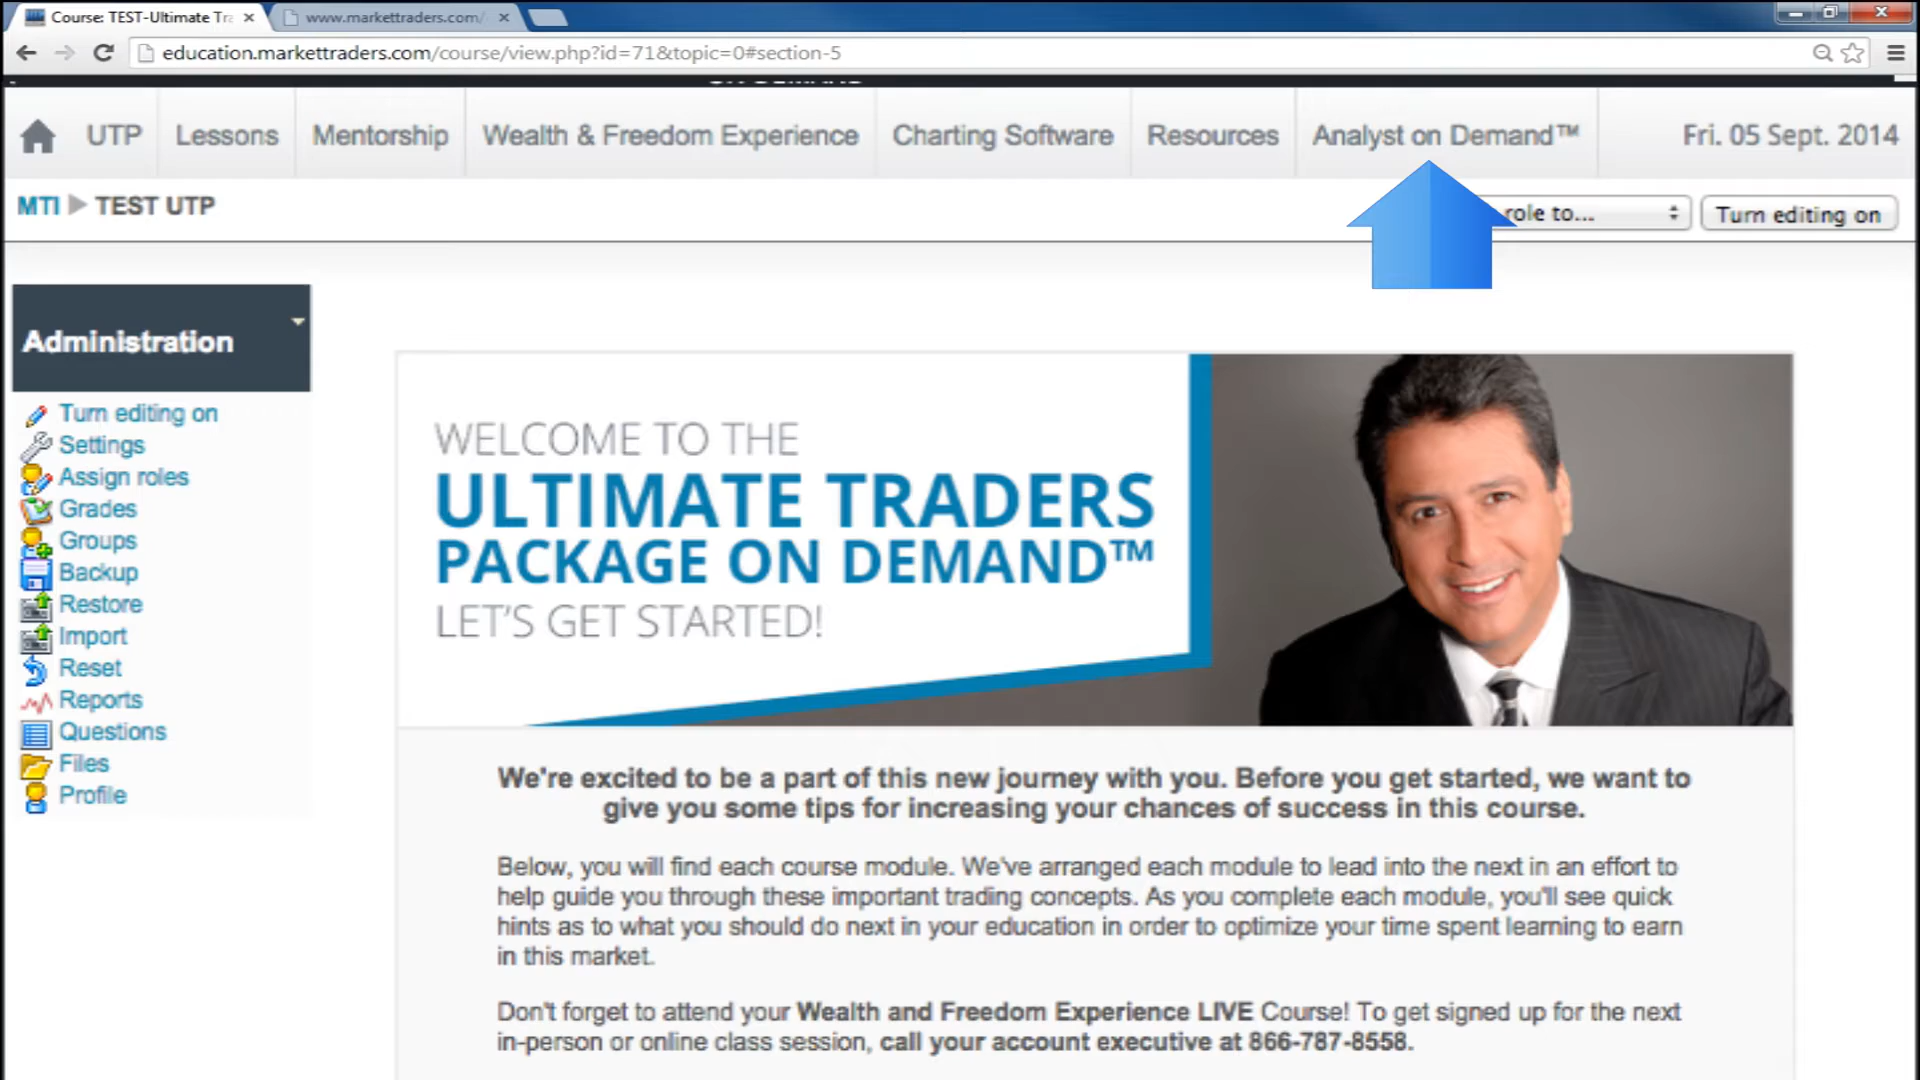 Course: TEST-Ultimate Tr
www.markettraders.com/
education.markettraders.com/course/view.php?id=71&topic=0#section-5
UTP
Lessons
Mentorship
Wealth & Freedom Experience
Charting Software
Resources
Analyst on Demand™
Fri. 05 Sept. 2014
MTI
TEST UTP
role to...
Turn editing on
Administration
Turn editing on
Settings
Assign roles
Grades
Groups
Backup
Restore
Import
Reset
Reports
Questions
Files
Profile
WELCOME TO THE
ULTIMATE TRADERS
PACKAGE ON DEMAND™
LET'S GET STARTED!
We're excited to be a part of this new journey with you. Before you get started, we want to
give you some tips for increasing your chances of success in this course.
Below, you will find each course module. We've arranged each module to lead into the next in an effort to
help guide you through these important trading concepts. As you complete each module, you'll see quick
hints as to what you should do next in your education in order to optimize your time spent learning to earn
in this market.
Don't forget to attend your Wealth and Freedom Experience LIVE Course! To get signed up for the next
in-person or online class session, call your account executive at 866-787-8558.